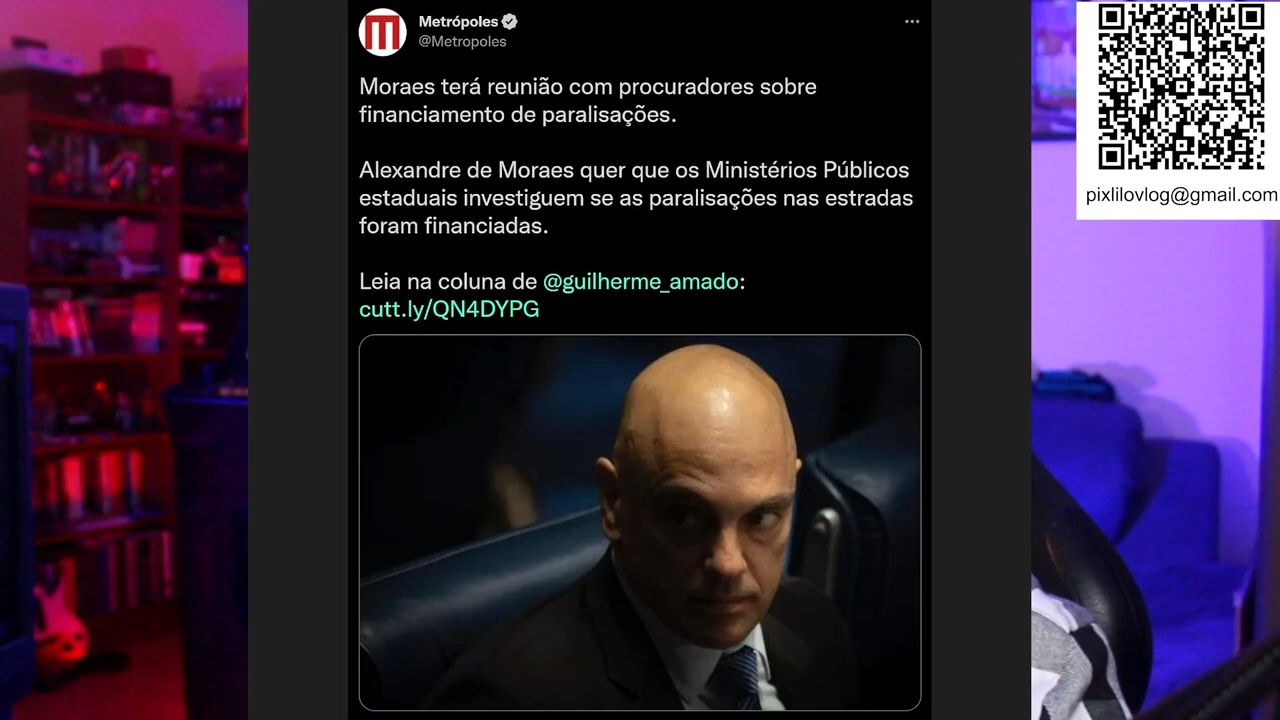 Metrópoles
@Metropoles
Moraes terá reunião com procuradores sobre
financiamento de paralisações.
Alexandre de Moraes quer que os Ministérios Públicos
estaduais investiguem se as paralisações nas estradas
foram financiadas.
Leia na coluna de @guilherme_amado:
cutt.ly/QN4DYPG
pixlilovlog@gmail.com